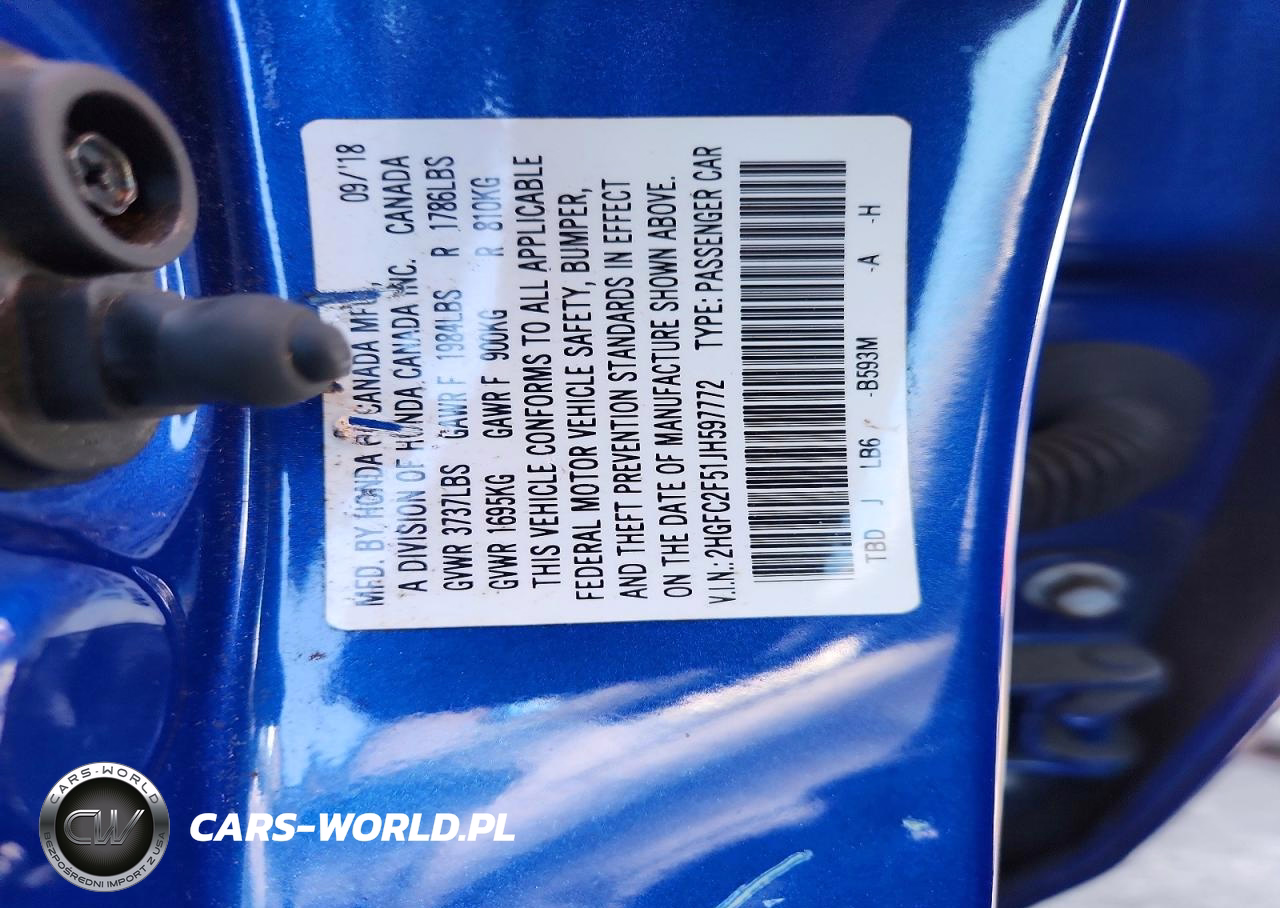 MFD. BY HONDA OF CANADA MFG.,      09/'18
A DIVISION OF HONDA CANADA INC.   CANADA
GVWR 3737LBS   GAWR F 1984LBS   R 1786LBS
GVWR 1695KG   GAWR F 900KG   R 810KG
THIS VEHICLE CONFORMS TO ALL APPLICABLE
FEDERAL MOTOR VEHICLE SAFETY, BUMPER,
AND THEFT PREVENTION STANDARDS IN EFFECT
ON THE DATE OF MANUFACTURE SHOWN ABOVE.
V.I.N.:2HGFC2F51JH597772   TYPE: PASSENGER CAR
TBD   J   LB6   -B593M   -A   -H
CARS-WORLD
CW
BEZPOŚREDNI IMPORT Z USA
CARS-WORLD.PL